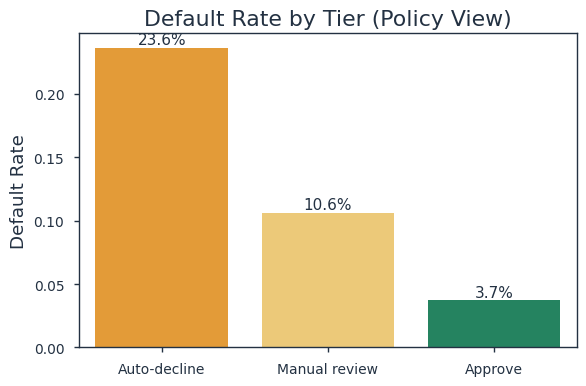 Default Rate by Tier (Policy View)
23.6%
0.20
0.15
10.6%
0.10
Default Rate
0.05
3.7%
0.00
Auto-decline
Manual review
Approve